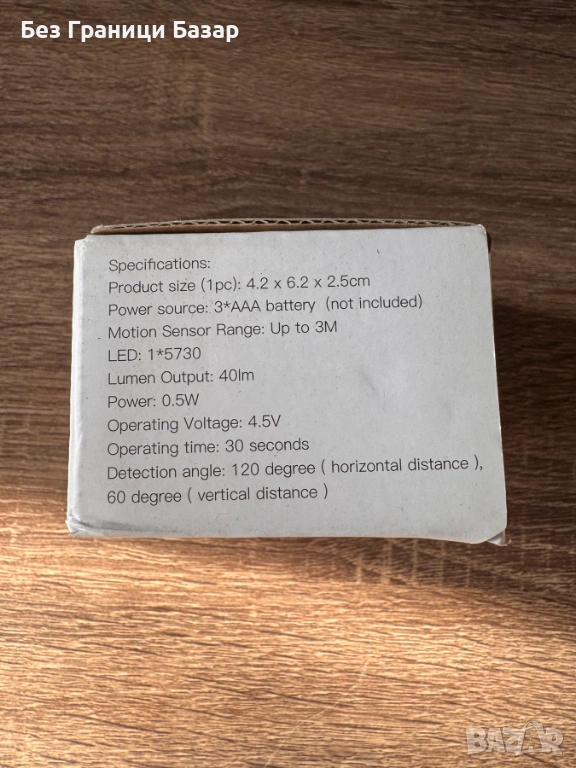 Без Граници Базар
Specifications:
Product size (1pc): 4.2 x 6.2 x 2.5cm
Power source: 3*AAA battery (not included)
Motion Sensor Range: Up to 3M
LED: 1*5730
Lumen Output: 40lm
Power: 0.5W
Operating Voltage: 4.5V
Operating time: 30 seconds
Detection angle: 120 degree ( horizontal distance ),
60 degree ( vertical distance )
BAZAR